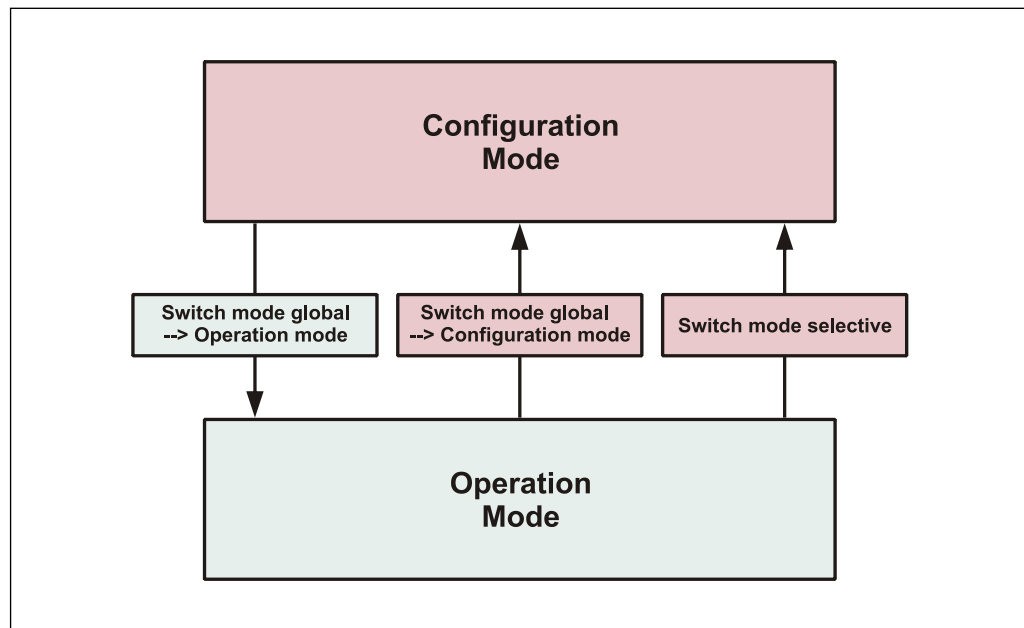 Configuration
Mode
Switch mode global
--> Operation mode
Switch mode global
--> Configuration mode
Switch mode selective
Operation
Mode